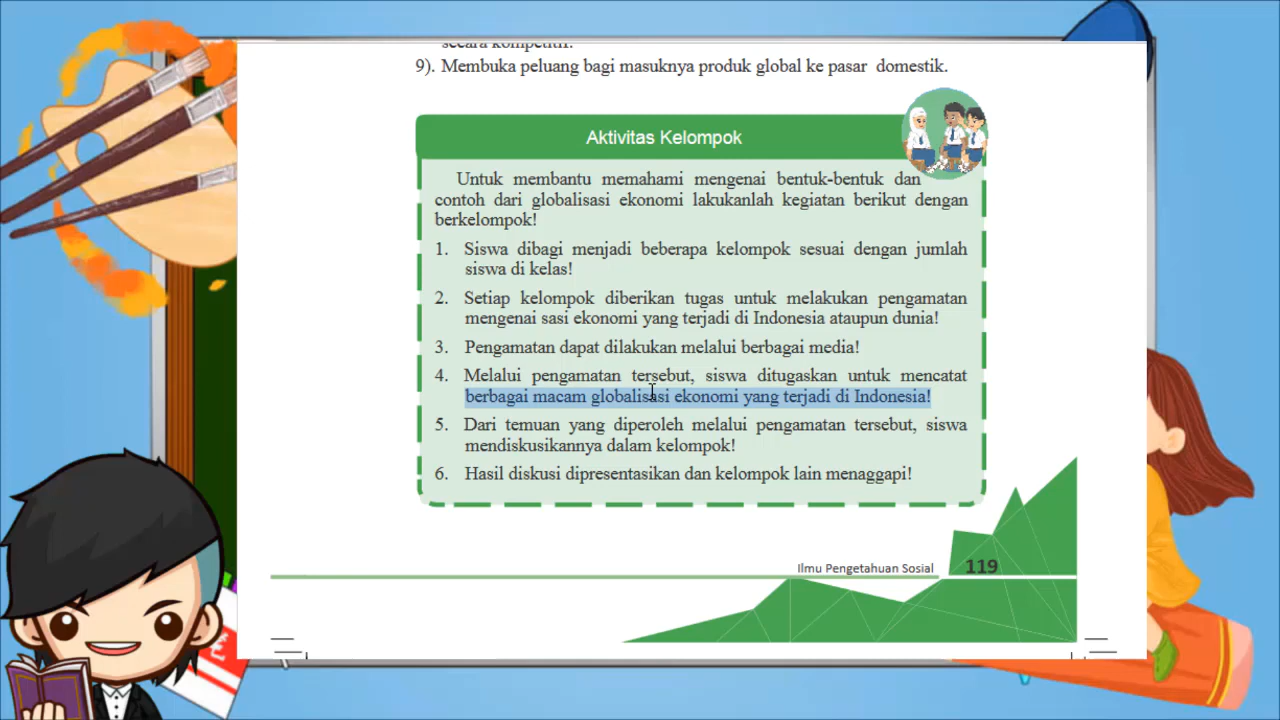 secara kompetitif.
9). Membuka peluang bagi masuknya produk global ke pasar domestik.
Aktivitas Kelompok
Untuk membantu memahami mengenai bentuk-bentuk dan
contoh dari globalisasi ekonomi lakukanlah kegiatan berikut dengan
berkelompok!
1. Siswa dibagi menjadi beberapa kelompok sesuai dengan jumlah
siswa di kelas!
2. Setiap kelompok diberikan tugas untuk melakukan pengamatan
mengenai sasi ekonomi yang terjadi di Indonesia ataupun dunia!
3. Pengamatan dapat dilakukan melalui berbagai media!
4. Melalui pengamatan tersebut, siswa ditugaskan untuk mencatat
berbagai macam globalisasi ekonomi yang terjadi di Indonesia!
5. Dari temuan yang diperoleh melalui pengamatan tersebut, siswa
mendiskusikannya dalam kelompok!
6. Hasil diskusi dipresentasikan dan kelompok lain menaggapi!
Ilmu Pengetahuan Sosial 119